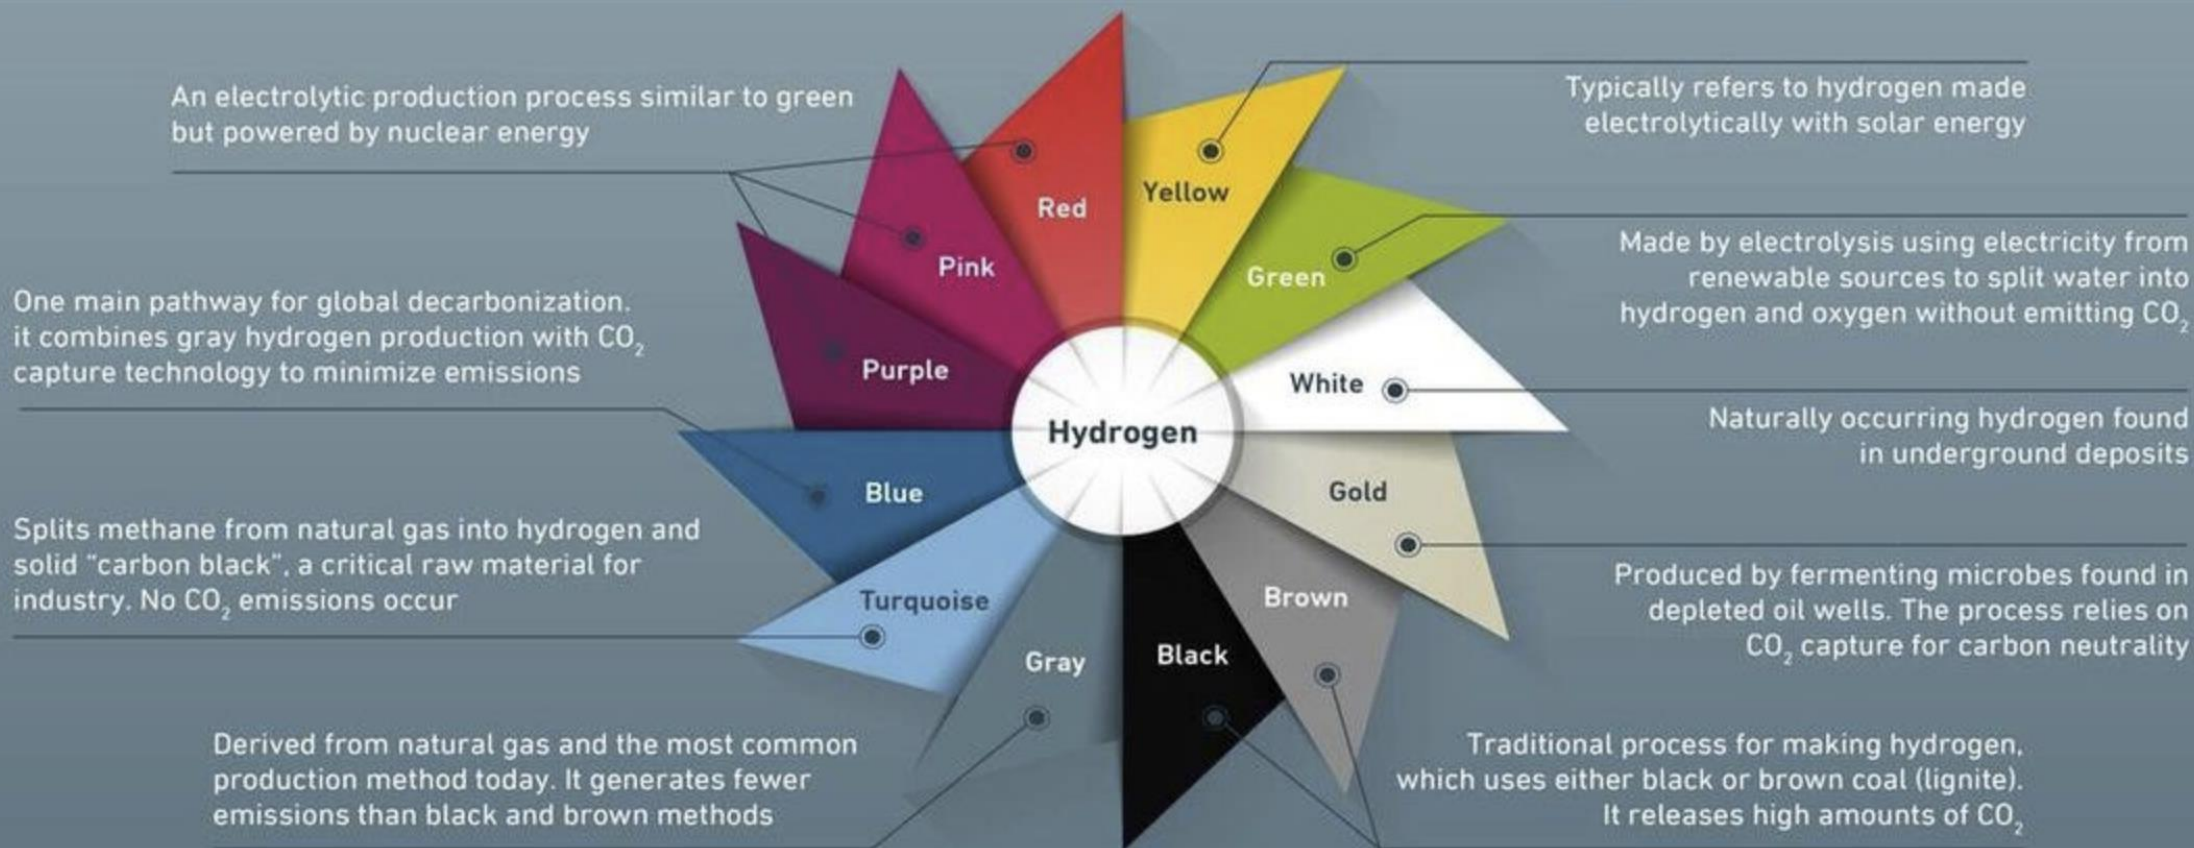 An electrolytic production process similar to green
but powered by nuclear energy
One main pathway for global decarbonization.
it combines gray hydrogen production with CO₂
capture technology to minimize emissions
Splits methane from natural gas into hydrogen and
solid "carbon black", a critical raw material for
industry. No CO₂ emissions occur
Derived from natural gas and the most common
production method today. It generates fewer
emissions than black and brown methods
Red
Yellow
Pink
Green
Purple
White
Hydrogen
Blue
Gold
Turquoise
Brown
Gray
Black
Typically refers to hydrogen made
electrolytically with solar energy
Made by electrolysis using electricity from
renewable sources to split water into
hydrogen and oxygen without emitting CO₂
Naturally occurring hydrogen found
in underground deposits
Produced by fermenting microbes found in
depleted oil wells. The process relies on
CO₂ capture for carbon neutrality
Traditional process for making hydrogen,
which uses either black or brown coal (lignite).
It releases high amounts of CO₂